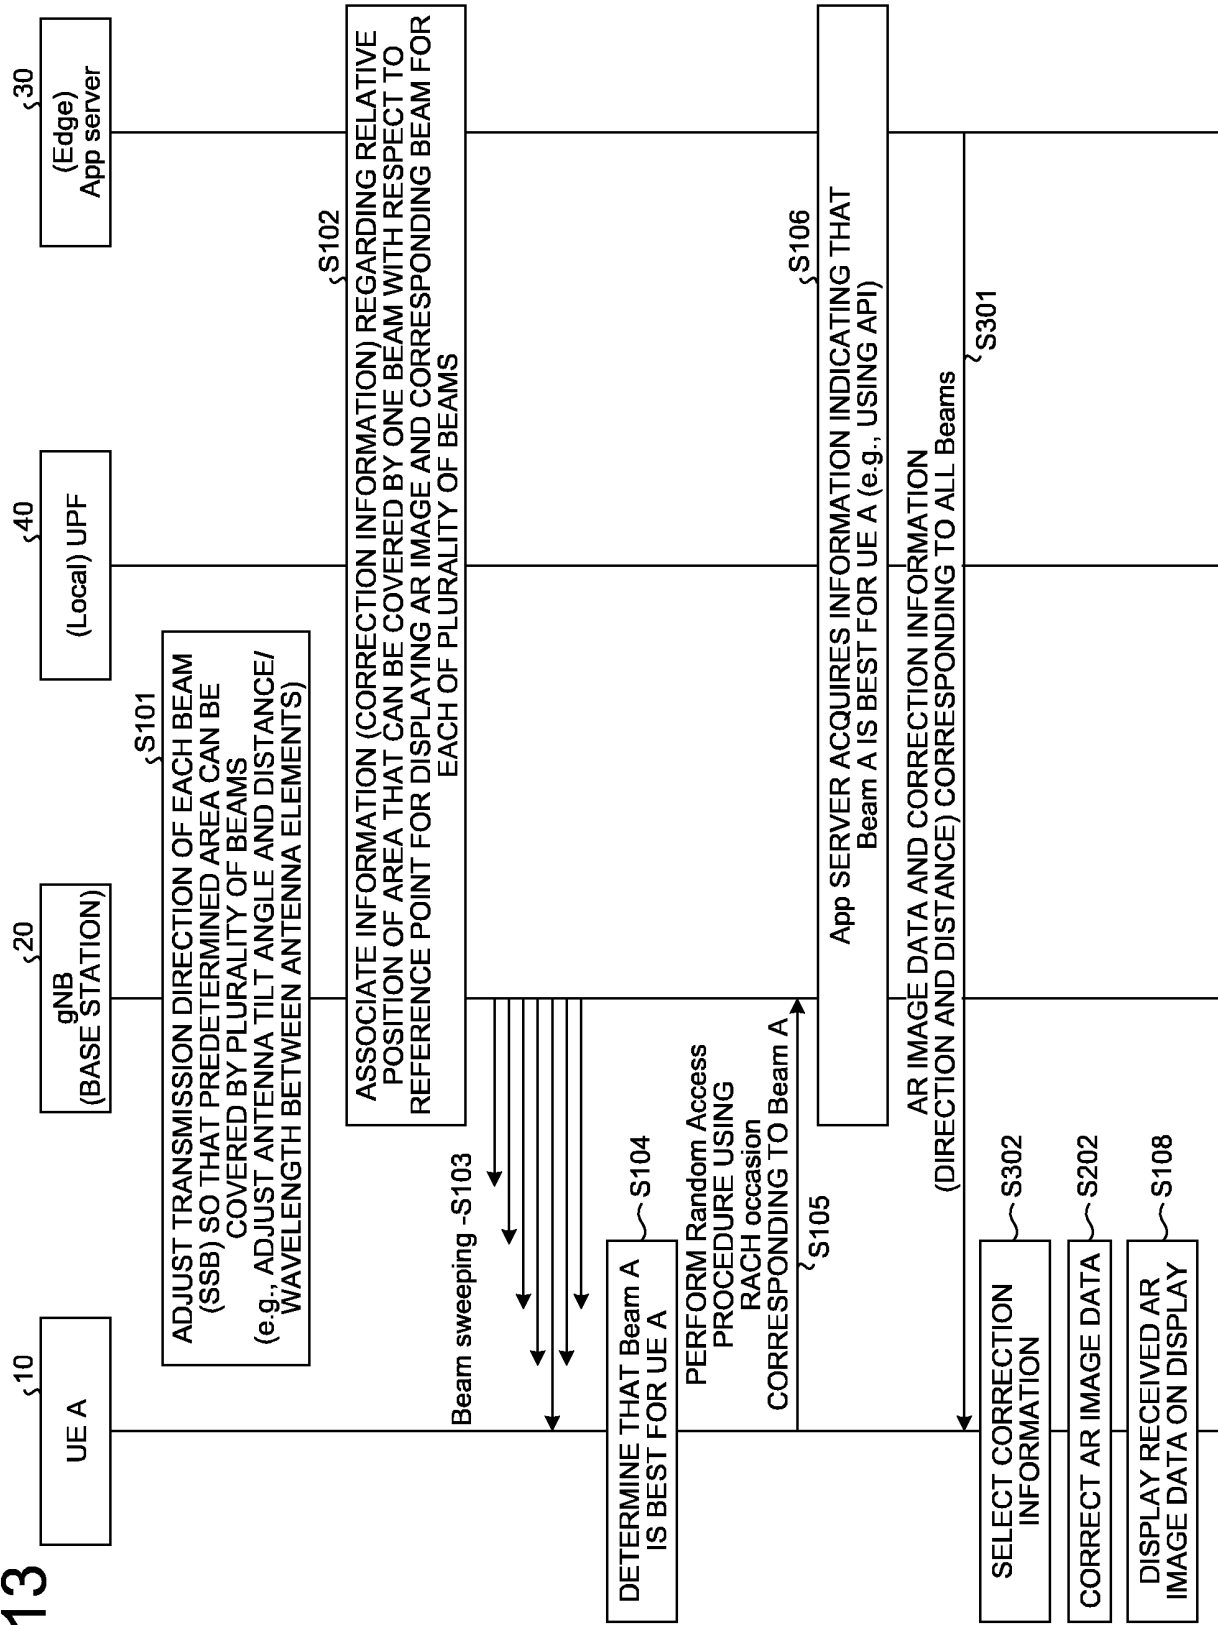 13
10
UE A
20
gNB
(BASE STATION)
40
(Local) UPF
30
(Edge)
App server
S101
ADJUST TRANSMISSION DIRECTION OF EACH BEAM
(SSB) SO THAT PREDETERMINED AREA CAN BE
COVERED BY PLURALITY OF BEAMS
(e.g., ADJUST ANTENNA TILT ANGLE AND DISTANCE/
WAVELENGTH BETWEEN ANTENNA ELEMENTS)
S102
ASSOCIATE INFORMATION (CORRECTION INFORMATION) REGARDING RELATIVE
POSITION OF AREA THAT CAN BE COVERED BY ONE BEAM WITH RESPECT TO
REFERENCE POINT FOR DISPLAYING AR IMAGE AND CORRESPONDING BEAM FOR
EACH OF PLURALITY OF BEAMS
Beam sweeping -S103
DETERMINE THAT Beam A
IS BEST FOR UE A
S104
PERFORM Random Access
PROCEDURE USING
RACH occasion
CORRESPONDING TO Beam A
S105
S106
App SERVER ACQUIRES INFORMATION INDICATING THAT
Beam A IS BEST FOR UE A (e.g., USING API)
AR IMAGE DATA AND CORRECTION INFORMATION
(DIRECTION AND DISTANCE) CORRESPONDING TO ALL Beams
S301
SELECT CORRECTION
INFORMATION
S302
CORRECT AR IMAGE DATA
S202
DISPLAY RECEIVED AR
IMAGE DATA ON DISPLAY
S108